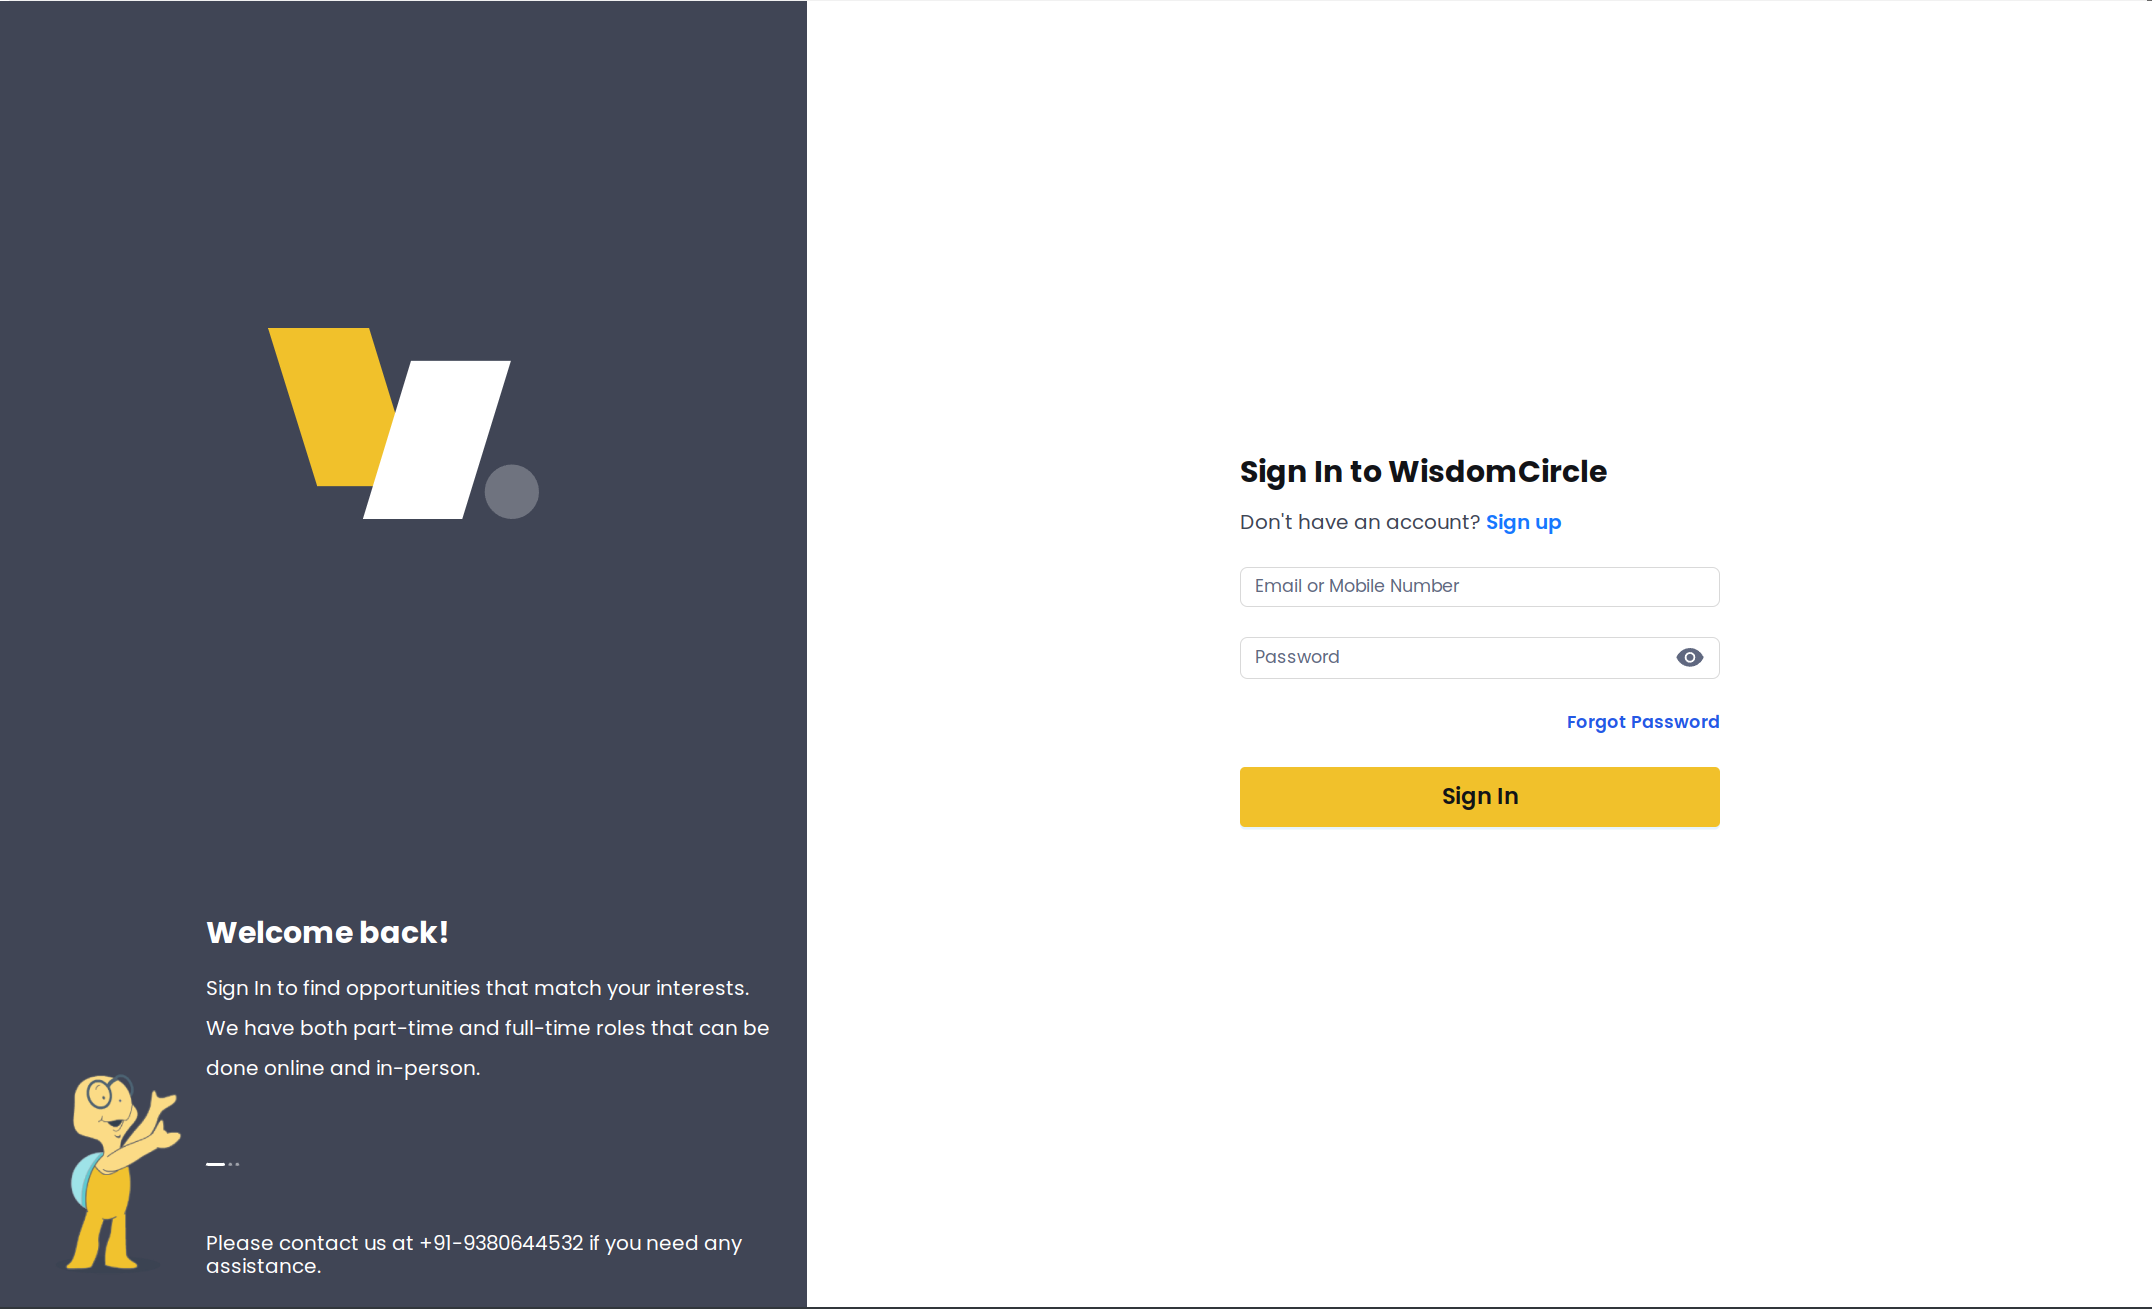 Welcome back!
Sign In to find opportunities that match your interests.
We have both part-time and full-time roles that can be
done online and in-person.
Please contact us at +91-9380644532 if you need any
assistance.
Sign In to WisdomCircle
Don't have an account? Sign up
Email or Mobile Number
Password
Forgot Password
Sign In